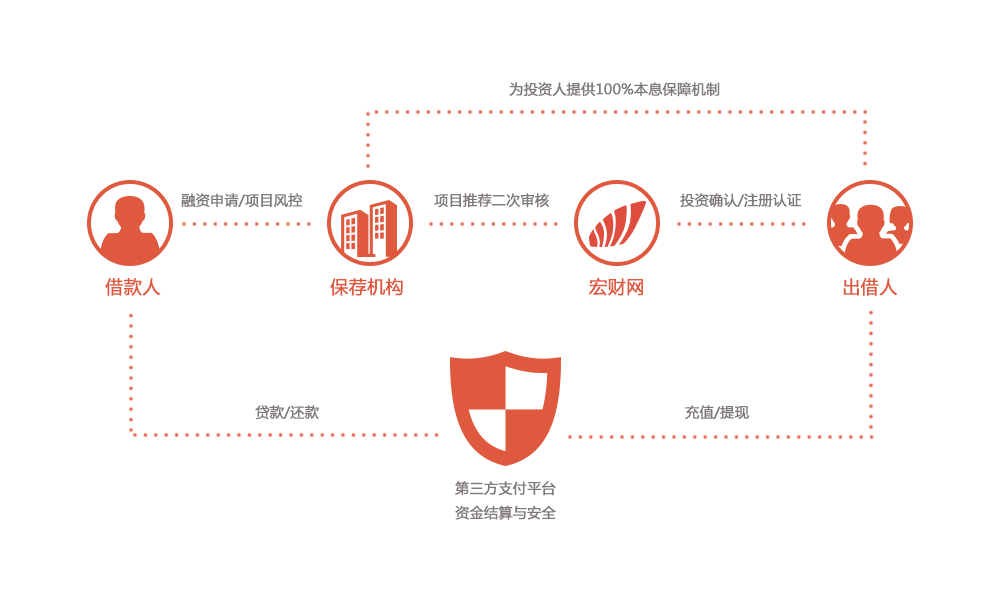 为投资人提供100%本息保障机制
融资申请/项目风控
项目推荐二次审核
投资确认/注册认证
借款人
保荐机构
宏财网
出借人
贷款/还款
充值/提现
第三方支付平台
资金结算与安全